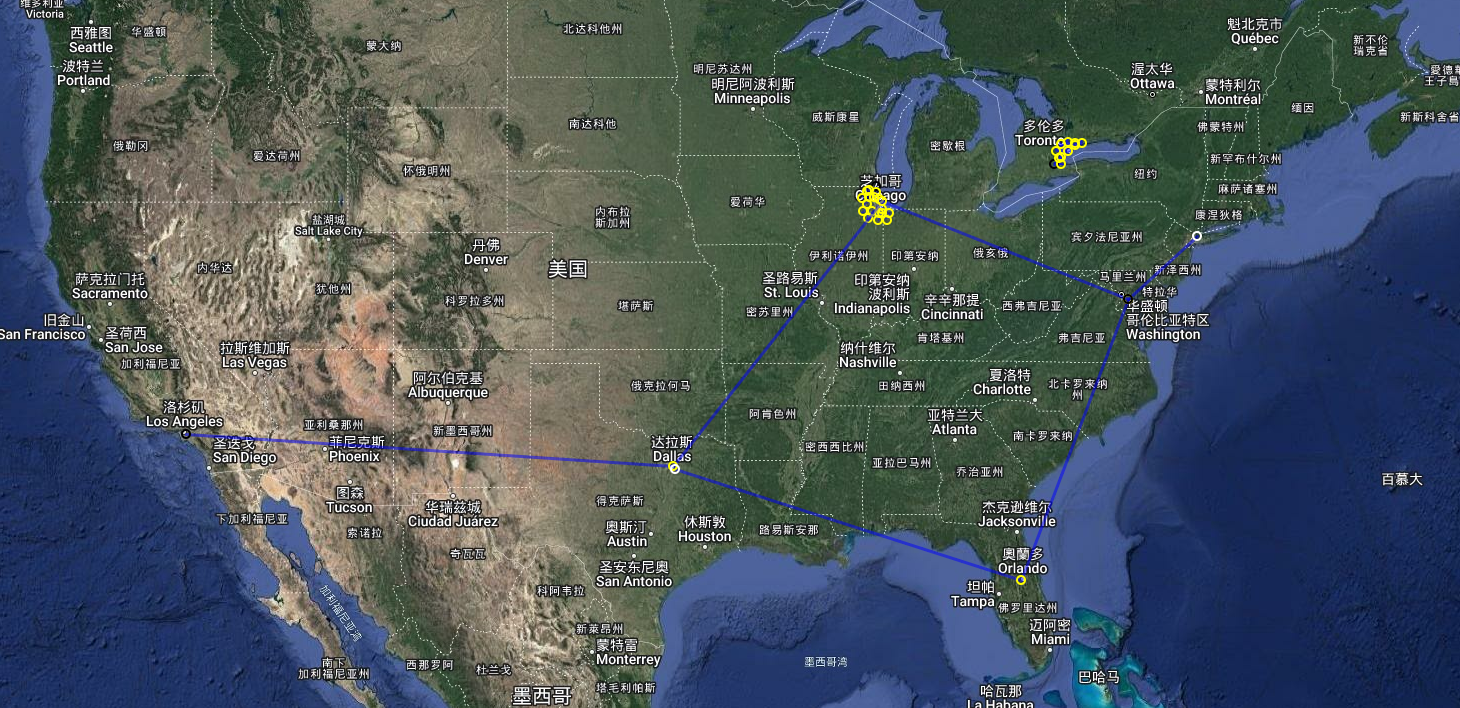 维多利亚
Victoria
西雅图
Seattle
华盛顿
波特兰
Portland
蒙大纳
北达科他州
明尼苏达州
明尼阿波利斯
Minneapolis
魁北克市
Québec
新不伦
瑞克省
渥太华
Ottawa
蒙特利尔
Montréal
缅因
愛德華
王子島
新斯科舍省
俄勒冈
爱达荷州
南达科他
怀俄明州
威斯康星
密歇根
多伦多
Toronto
佛蒙特州
新罕布什尔州
纽约
麻萨诸塞州
康涅狄格
芝加哥
Chicago
爱荷华
内布拉
斯加州
盐湖城
Salt Lake City
丹佛
Denver
美国
内华达
犹他州
科罗拉多州
堪萨斯
萨克拉门托
Sacramento
旧金山
San Francisco
圣荷西
San Jose
加利福尼亚
伊利诺伊州
印第安纳
俄亥俄
宾夕法尼亚州
圣路易斯
St. Louis
密苏里州
印第安纳
波利斯
Indianapolis
辛辛那提
Cincinnati
西弗吉尼亚
马里兰州
新泽西州
特拉华
华盛顿
哥伦比亚特区
Washington
弗吉尼亚
肯塔基州
拉斯维加斯
Las Vegas
阿尔伯克基
Albuquerque
俄克拉何马
纳什维尔
Nashville
田纳西州
夏洛特
Charlotte
北卡罗来纳
州
洛杉矶
Los Angeles
圣迭戈
San Diego
亚利桑那州
菲尼克斯
Phoenix
新墨西哥州
达拉斯
Dallas
阿肯色州
密西西比州
亚拉巴马州
亚特兰大
Atlanta
南卡罗来纳
乔治亚州
图森
Tucson
华瑞兹城
Ciudad Juárez
下加利福尼亚
索诺拉
奇瓦瓦
得克萨斯
奥斯汀
Austin
休斯敦
Houston
路易斯安那
圣安东尼奥
San Antonio
杰克逊维尔
Jacksonville
奧蘭多
Orlando
坦帕
Tampa
佛罗里达州
迈阿密
Miami
百慕大
加利福尼亚湾
科阿韦拉
新莱昂州
蒙特雷
Monterrey
南下
加利福尼亚州
西那罗阿
杜兰戈
墨西哥
塔毛利帕斯
墨西哥湾
哈瓦那
La Habana
巴哈马